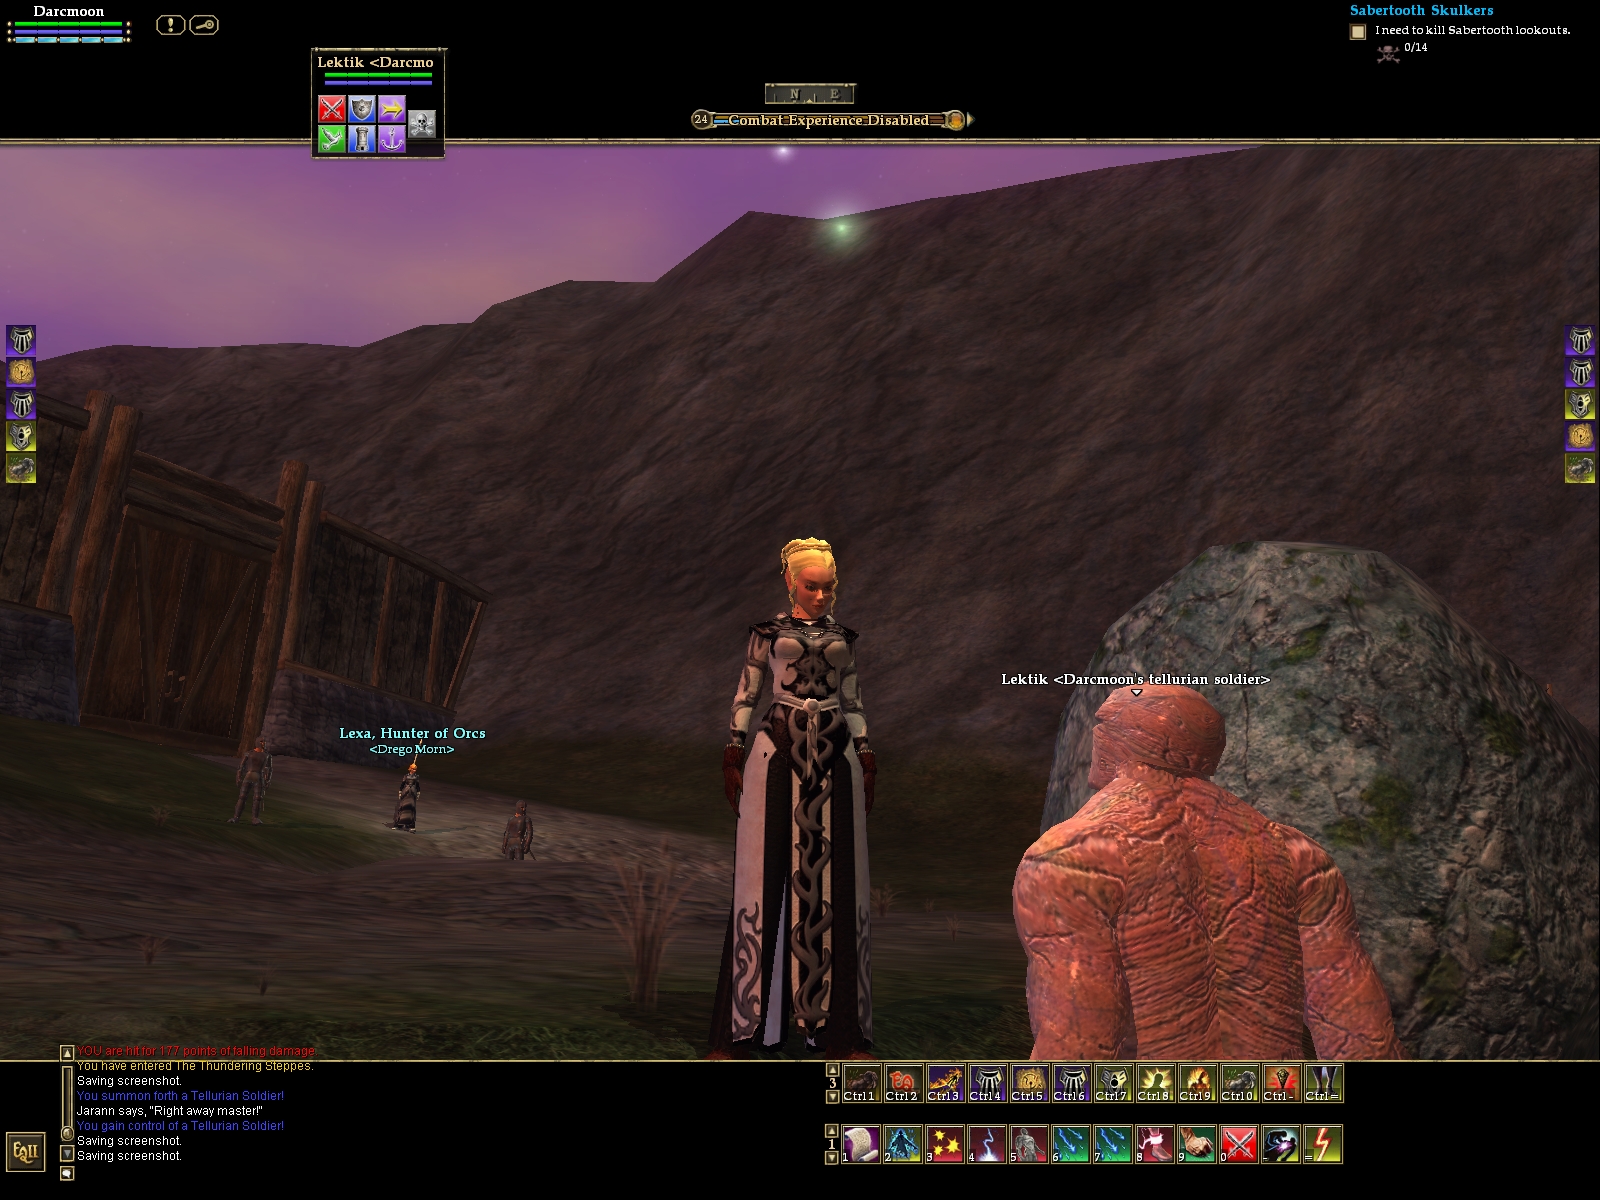 Darcmoon
Sabertooth Skulkers
I need to kill Sabertooth lookouts.
0/14
Lektik <Darcmo
N E
24 Combat Experience Disabled
Lektik <Darcmoon's tellurian soldier>
Lexa, Hunter of Orcs
<Drego Morn>
YOU are hit for 177 points of falling damage.
You have entered The Thundering Steppes.
Saving screenshot.
You summon forth a Tellurian Soldier!
Jarann says, "Right away master!"
You gain control of a Tellurian Soldier!
Saving screenshot.
Saving screenshot.
EQII
3 Ctrl1 Ctrl2 Ctrl3 Ctrl4 Ctrl5 Ctrl6 Ctrl7 Ctrl8 Ctrl9 Ctrl0 Ctrl- Ctrl=
1 1 2 3 4 5 6 7 8 9 0 - =